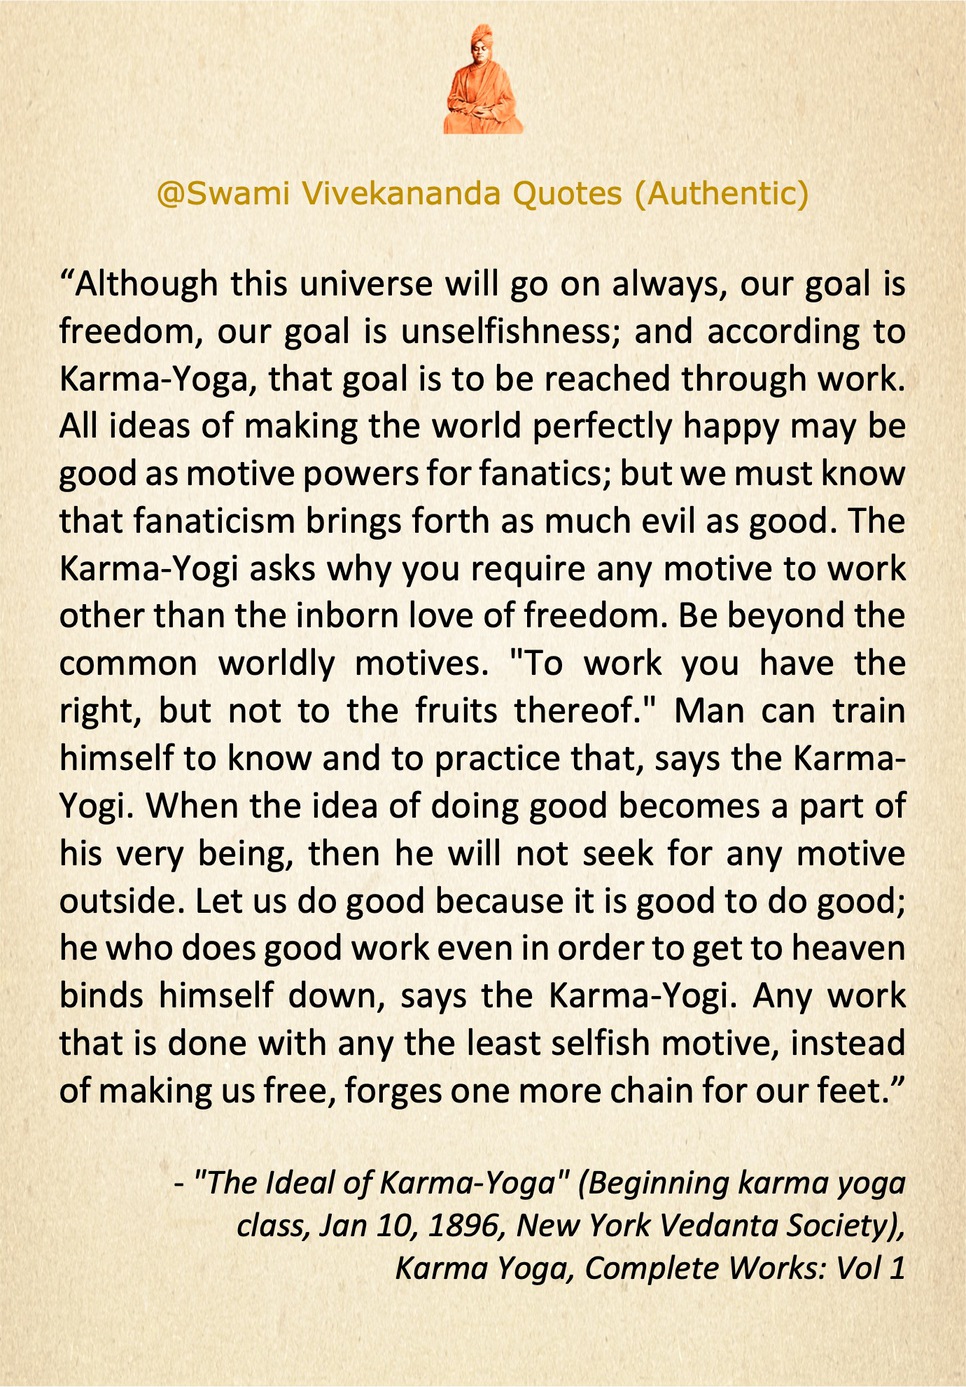 @Swami Vivekananda Quotes (Authentic)
“Although this universe will go on always, our goal is
freedom, our goal is unselfishness; and according to
Karma-Yoga, that goal is to be reached through work.
All ideas of making the world perfectly happy may be
good as motive powers for fanatics; but we must know
that fanaticism brings forth as much evil as good. The
Karma-Yogi asks why you require any motive to work
other than the inborn love of freedom. Be beyond the
common worldly motives. "To work you have the
right, but not to the fruits thereof." Man can train
himself to know and to practice that, says the Karma-
Yogi. When the idea of doing good becomes a part of
his very being, then he will not seek for any motive
outside. Let us do good because it is good to do good;
he who does good work even in order to get to heaven
binds himself down, says the Karma-Yogi. Any work
that is done with any the least selfish motive, instead
of making us free, forges one more chain for our feet.”
- "The Ideal of Karma-Yoga" (Beginning karma yoga
class, Jan 10, 1896, New York Vedanta Society),
Karma Yoga, Complete Works: Vol 1